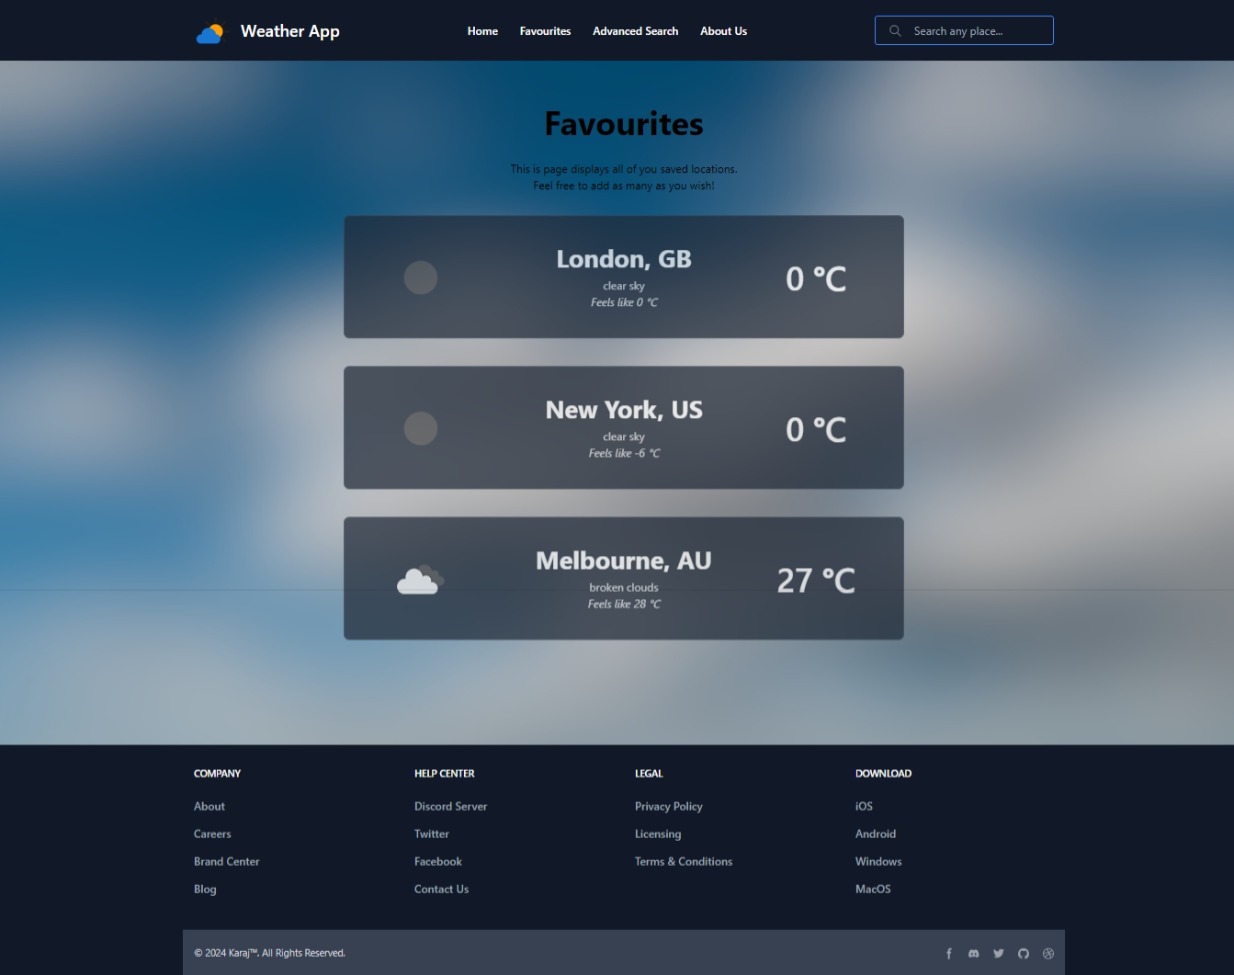 Weather App
Home Favourites Advanced Search About Us
Search any place...
Favourites
This is page displays all of you saved locations.
Feel free to add as many as you wish!
London, GB
clear sky
Feels like 0 °C
0 °C
New York, US
clear sky
Feels like -6 °C
0 °C
Melbourne, AU
broken clouds
Feels like 28 °C
27 °C
COMPANY
About
Careers
Brand Center
Blog
HELP CENTER
Discord Server
Twitter
Facebook
Contact Us
LEGAL
Privacy Policy
Licensing
Terms & Conditions
DOWNLOAD
iOS
Android
Windows
MacOS
© 2024 Karaj™. All Rights Reserved.